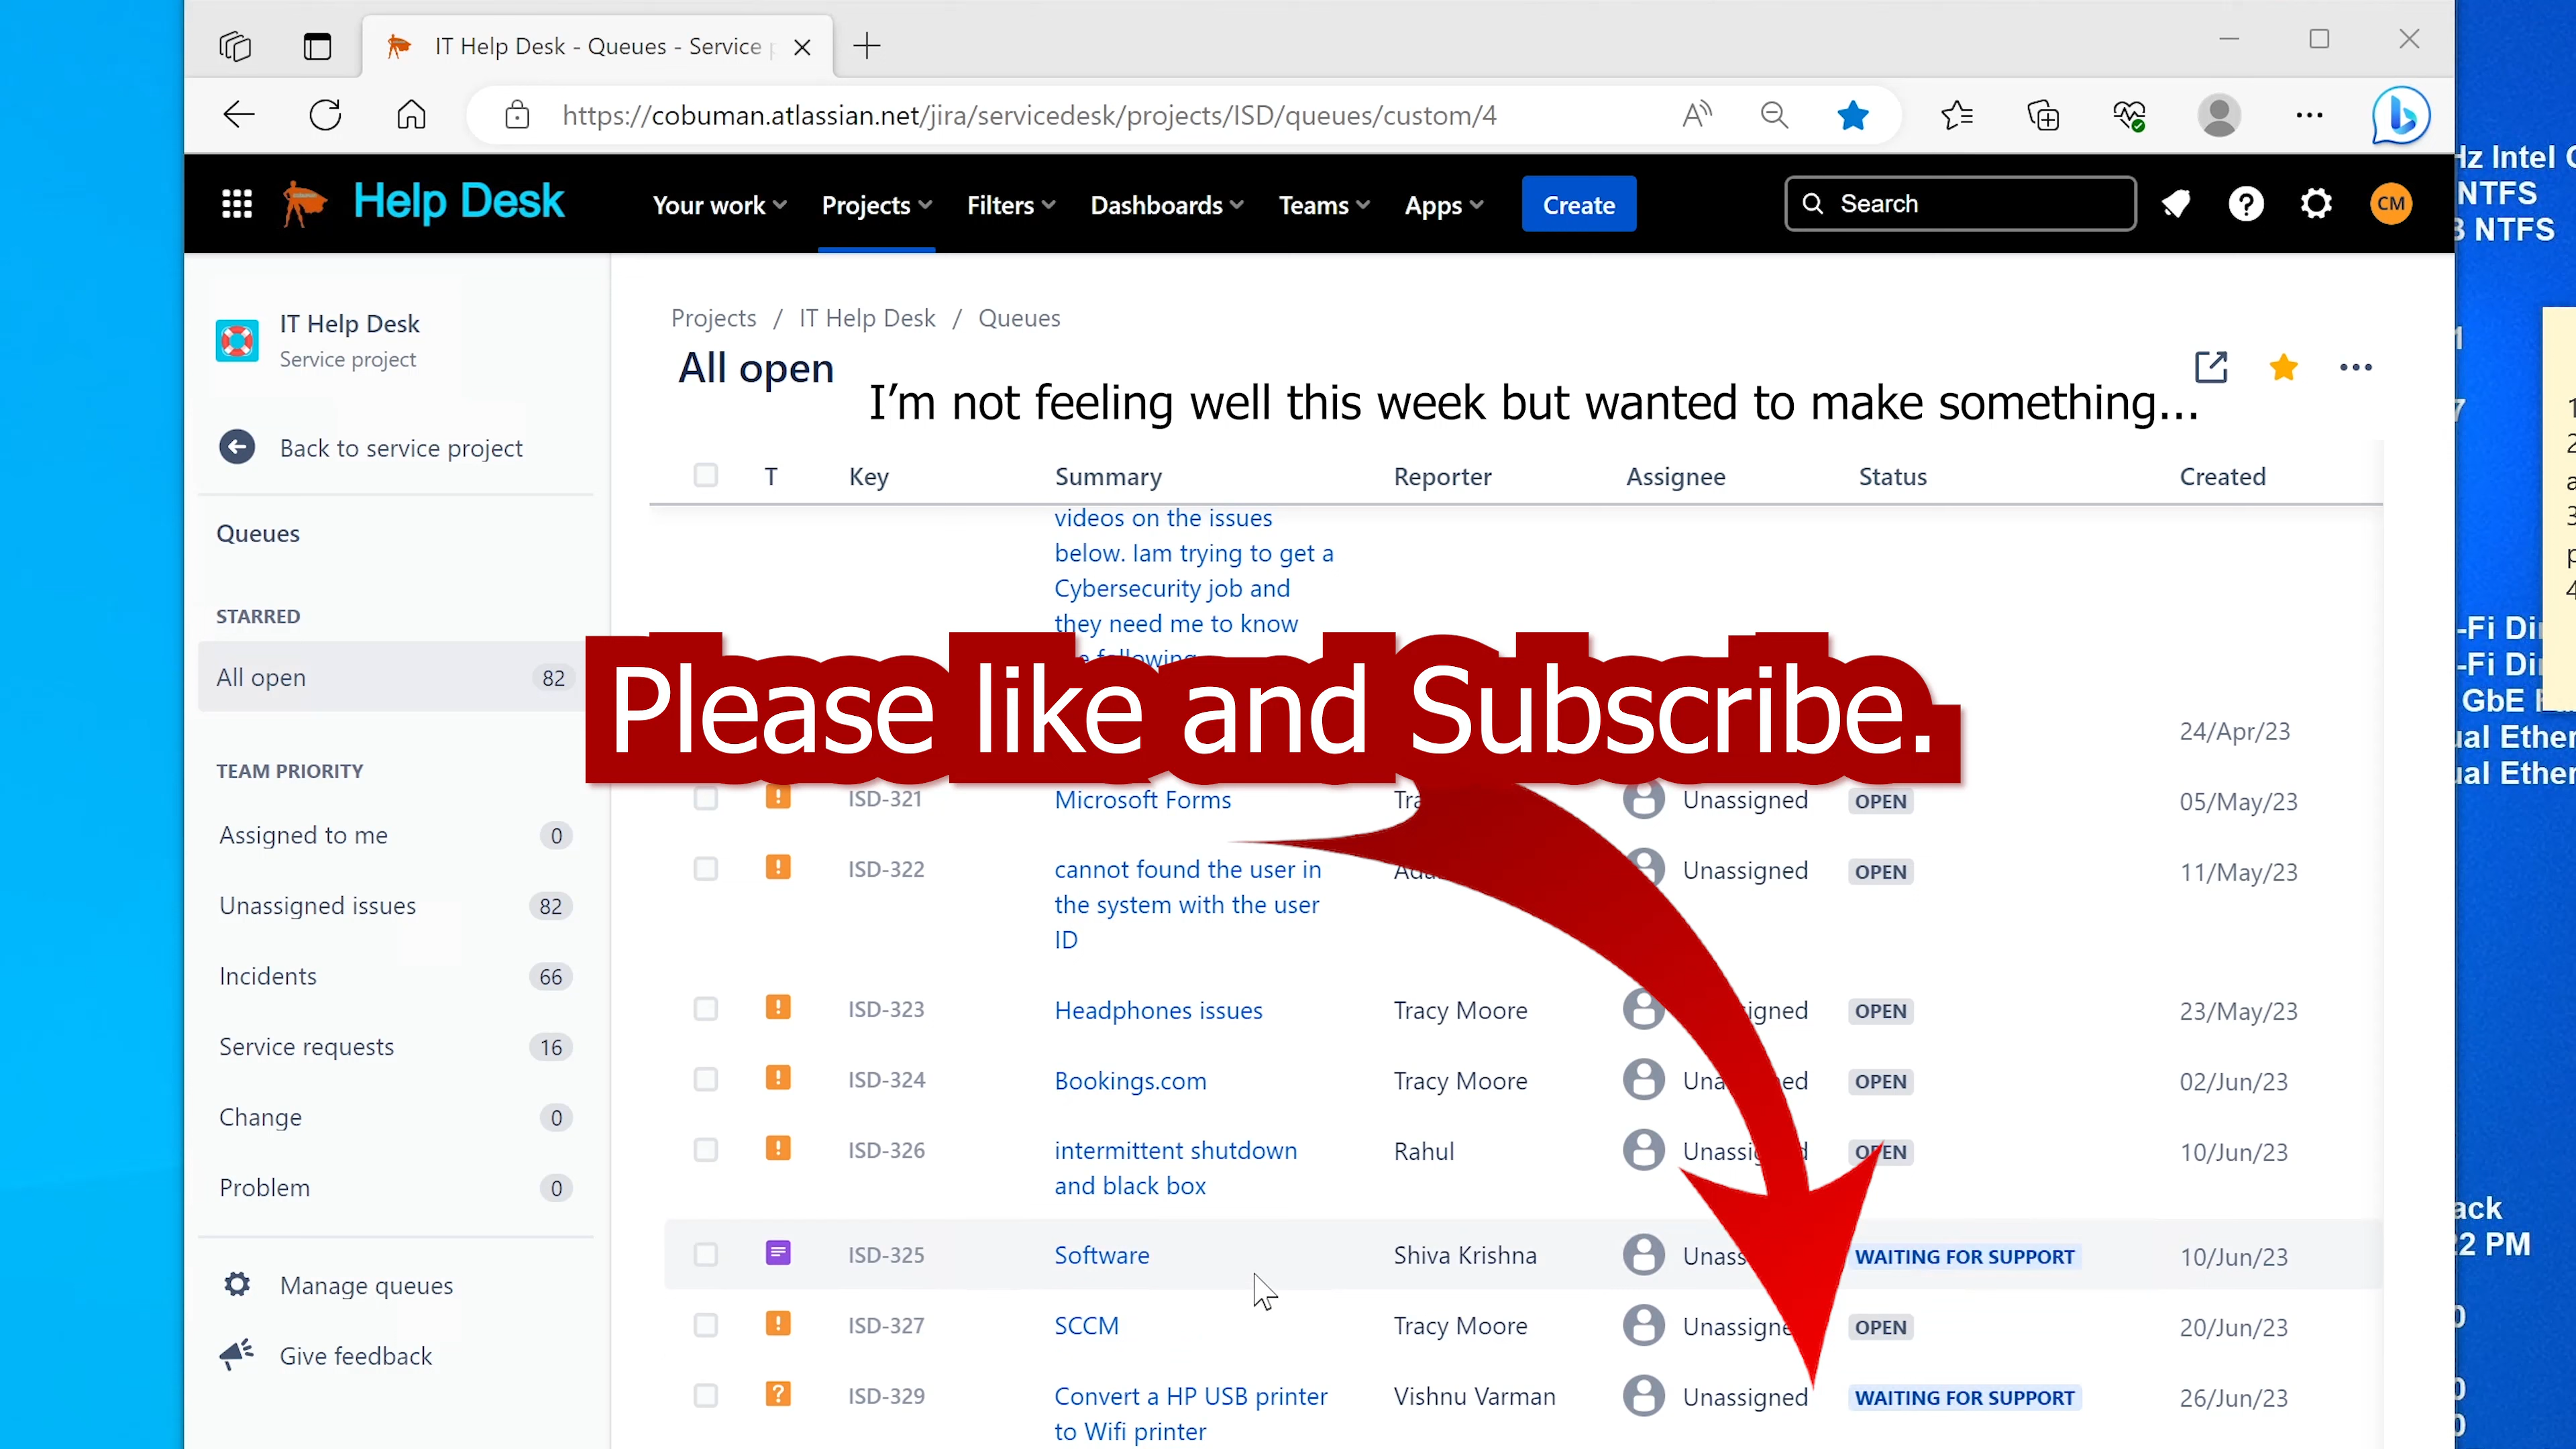 IT Help Desk - Queues - Service
https://cobuman.atlassian.net/jira/servicedesk/projects/ISD/queues/custom/4
Help Desk Your work Projects Filters Dashboards Teams Apps Create Search CM
IT Help Desk
Service project
Back to service project
Queues
STARRED
All open 82
TEAM PRIORITY
Assigned to me 0
Unassigned issues 82
Incidents 66
Service requests 16
Change 0
Problem 0
Manage queues
Give feedback
Projects / IT Help Desk / Queues
All open
I'm not feeling well this week but wanted to make something...
T Key Summary Reporter Assignee Status Created
videos on the issues
below. Iam trying to get a
Cybersecurity job and
they need me to know
following
24/Apr/23
Please like and Subscribe.
ISD-321 Microsoft Forms Unassigned OPEN 05/May/23
ISD-322 cannot found the user in Unassigned OPEN 11/May/23
the system with the user
ID
ISD-323 Headphones issues Tracy Moore OPEN 23/May/23
ISD-324 Bookings.com Tracy Moore OPEN 02/Jun/23
ISD-326 intermittent shutdown Rahul Unassigned OPEN 10/Jun/23
and black box
ISD-325 Software Shiva Krishna WAITING FOR SUPPORT 10/Jun/23
ISD-327 SCCM Tracy Moore Unassigned OPEN 20/Jun/23
ISD-329 Convert a HP USB printer Vishnu Varman Unassigned WAITING FOR SUPPORT 26/Jun/23
to Wifi printer
Hz Intel
NTFS
NTFS
-Fi
-Fi
GbE
22 PM